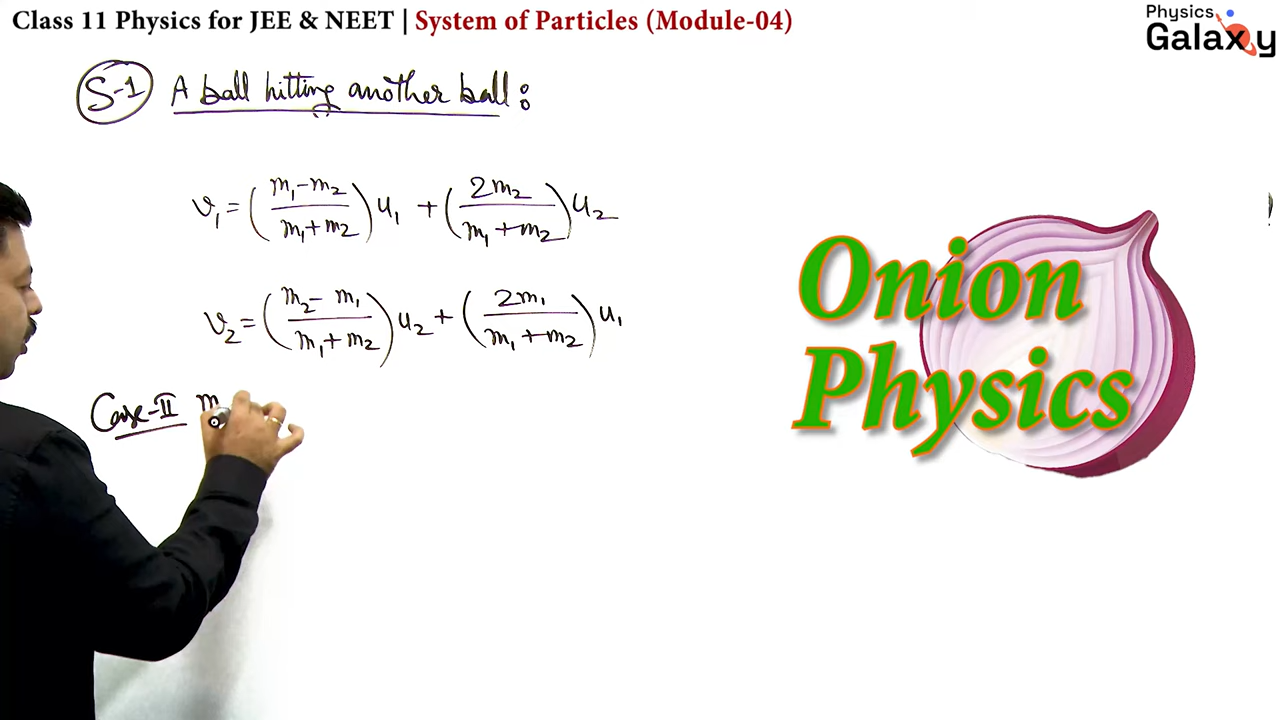 Class 11 Physics for JEE & NEET | System of Particles (Module-04)
Physics
Galaxy
S-1 A ball hitting another ball :
v₁ = ( (m₁ - m₂) / (m₁ + m₂) ) u₁ + ( 2m₂ / (m₁ + m₂) ) u₂
v₂ = ( (m₂ - m₁) / (m₁ + m₂) ) u₂ + ( 2m₁ / (m₁ + m₂) ) u₁
Case-II m
Onion
Physics